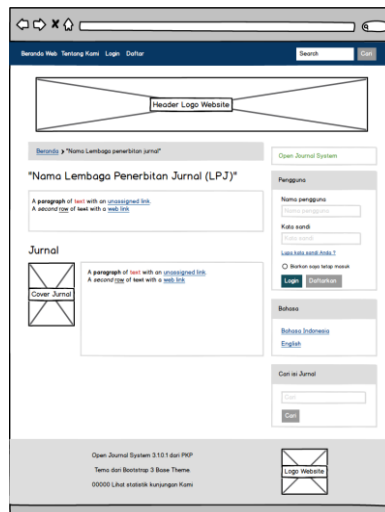 Beranda Web Tentang Kami Login Daftar
Search
Cari
Header Logo Website
Beranda > "Nama Lembaga penerbitan jurnal"
"Nama Lembaga Penerbitan Jurnal (LPJ)"
A paragraph of text with an unassigned link
A second row of text with a web link
Jurnal
Cover Jurnal
A paragraph of text with an unassigned link
A second row of text with a web link
Open Journal System
Pengguna
Nama pengguna
Nama pengguna
Kata sandi
Kata sandi
Lupa kata sandi Anda ?
Biarkan saya tetap masuk
Login
Daftarkan
Bahasa
Bahasa Indonesia
English
Cari isi Jurnal
Cari
Cari
Open Journal System 3.1.0.1 dari PKP
Tema dari Bootstrap 3 Base Theme
00000 Lihat statistik kunjungan Kami
Logo Website